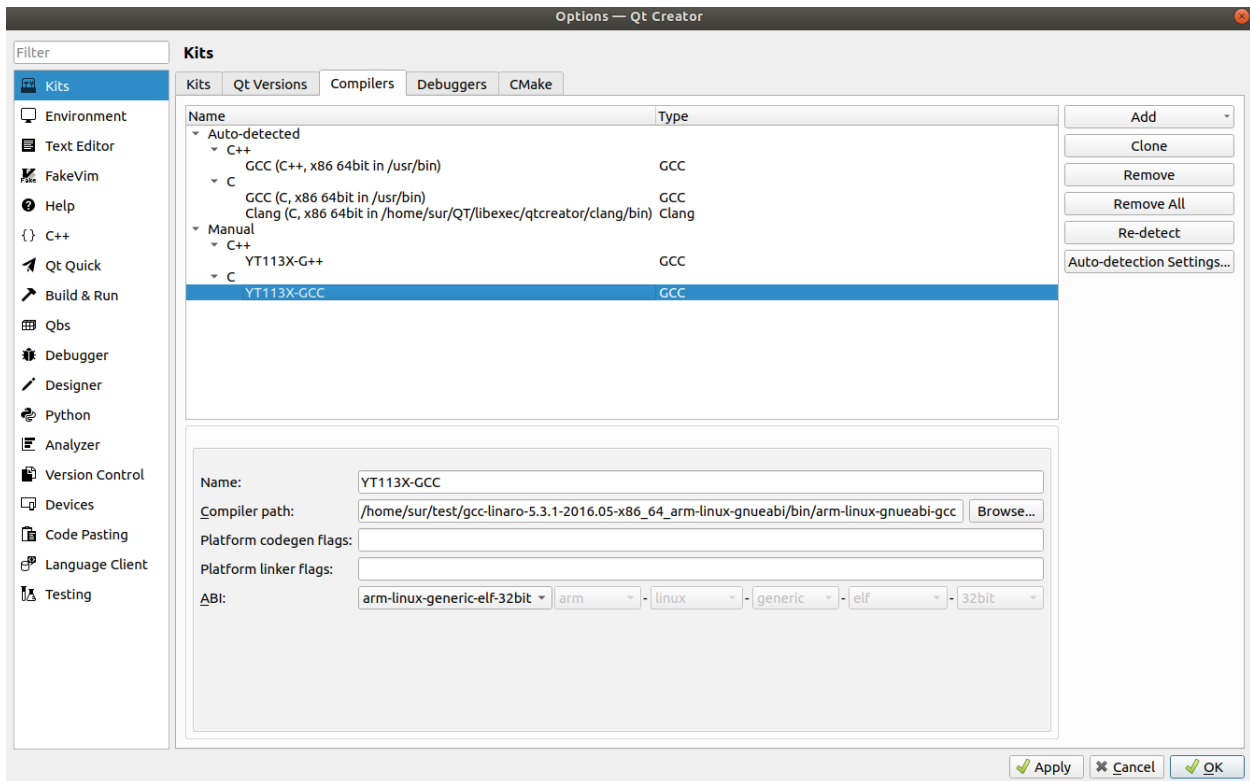 Options — Qt Creator
Filter
Kits
Environment
Text Editor
FakeVim
Help
C++
Qt Quick
Build & Run
Qbs
Debugger
Designer
Python
Analyzer
Version Control
Devices
Code Pasting
Language Client
Testing
Kits
Kits Qt Versions Compilers Debuggers CMake
Name Type
Auto-detected
C++
GCC (C++, x86 64bit in /usr/bin) GCC
C
GCC (C, x86 64bit in /usr/bin) GCC
Clang (C, x86 64bit in /home/sur/QT/libexec/qtcreator/clang/bin) Clang
Manual
C++
YT113X-G++ GCC
C
YT113X-GCC GCC
Add
Clone
Remove
Remove All
Re-detect
Auto-detection Settings...
Name: YT113X-GCC
Compiler path: /home/sur/test/gcc-linaro-5.3.1-2016.05-x86_64_arm-linux-gnueabi/bin/arm-linux-gnueabi-gcc Browse...
Platform codegen flags:
Platform linker flags:
ABI: arm-linux-generic-elf-32bit arm - linux - generic - elf - 32bit
Apply Cancel OK